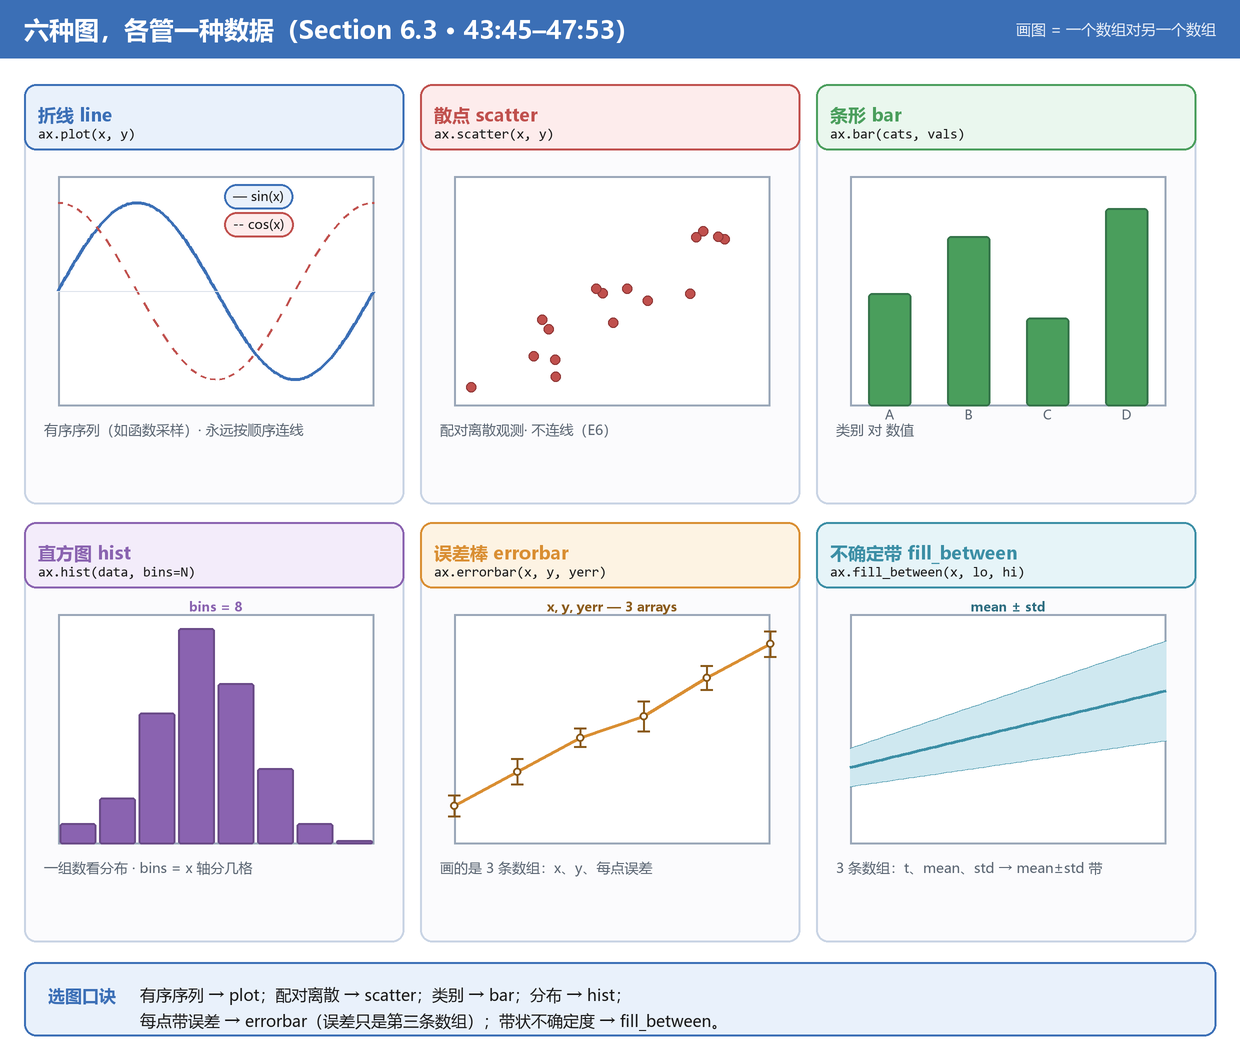 六种图，各管一种数据（Section 6.3 • 43:45–47:53）
画图 = 一个数组对另一个数组
折线 line
ax.plot(x, y)
— sin(x)
-- cos(x)
有序序列（如函数采样）· 永远按顺序连线
散点 scatter
ax.scatter(x, y)
配对离散观测· 不连线（E6）
条形 bar
ax.bar(cats, vals)
A B C D
类别 对 数值
直方图 hist
ax.hist(data, bins=N)
bins = 8
一组数看分布 · bins = x 轴分几格
误差棒 errorbar
ax.errorbar(x, y, yerr)
x, y, yerr — 3 arrays
画的是 3 条数组：x、y、每点误差
不确定带 fill_between
ax.fill_between(x, lo, hi)
mean ± std
3 条数组：t、mean、std → mean±std 带
选图口诀
有序序列 → plot；配对离散 → scatter；类别 → bar；分布 → hist；
每点带误差 → errorbar（误差只是第三条数组）；带状不确定度 → fill_between。